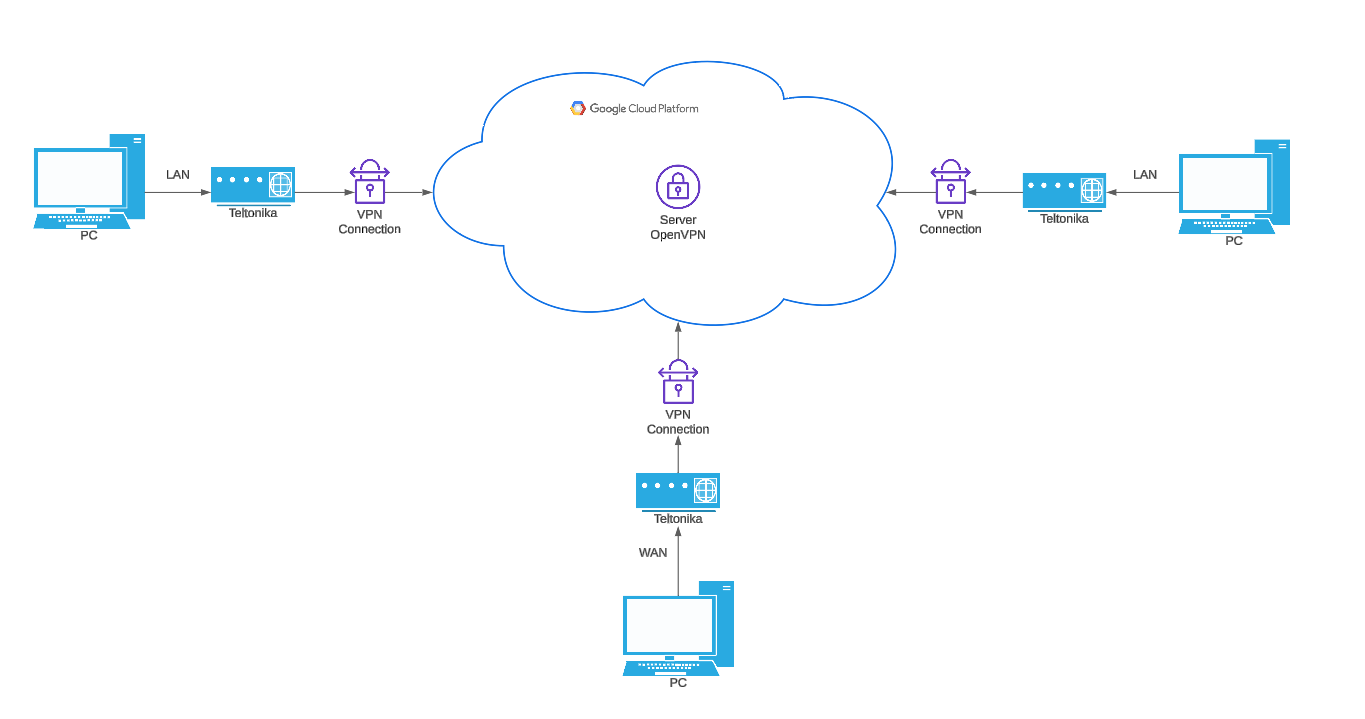 Google Cloud Platform
LAN
Teltonika
PC
VPN
Connection
Server
OpenVPN
VPN
Connection
LAN
Teltonika
PC
VPN
Connection
Teltonika
WAN
PC